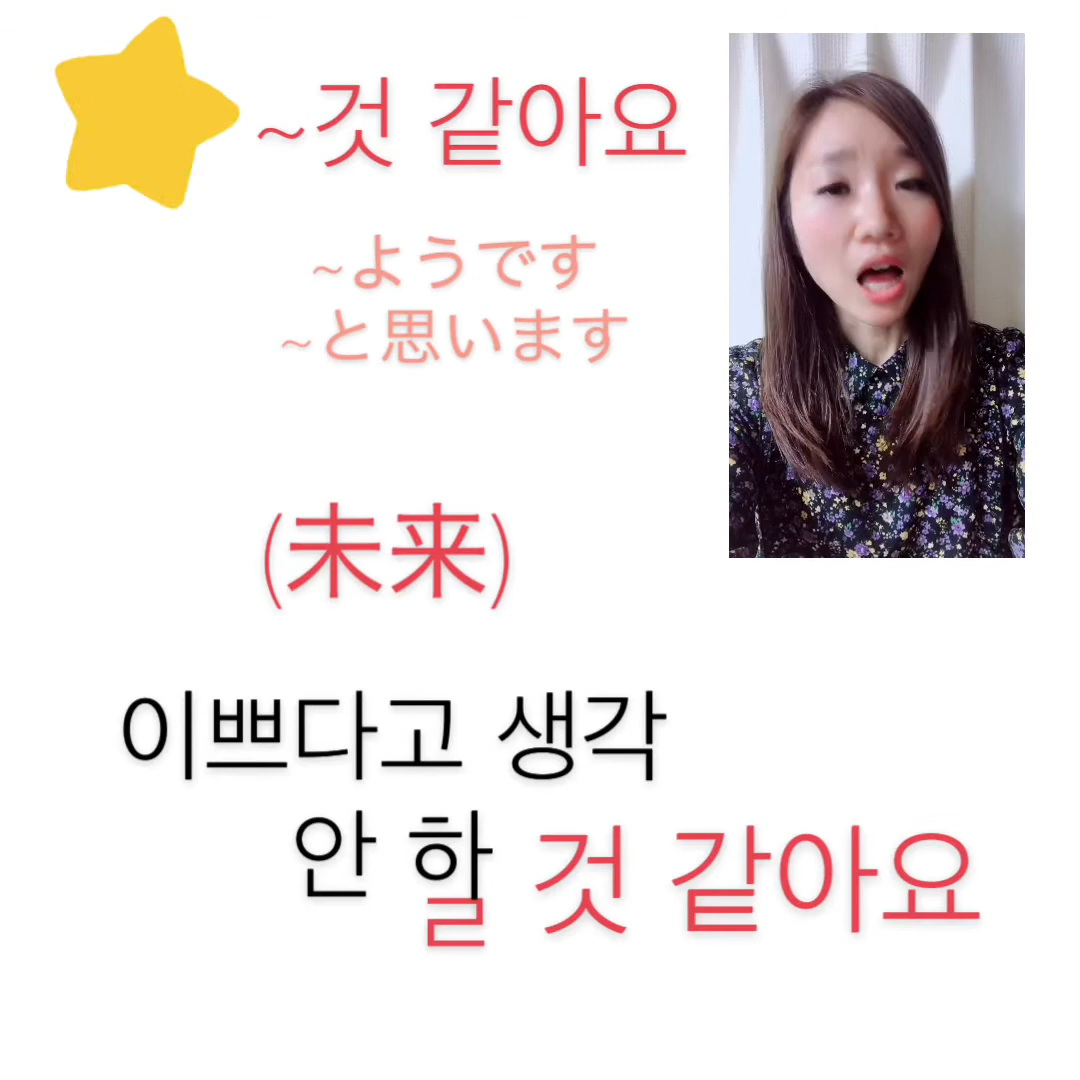 ~것 같아요
~ようです
~と思います
(未来)
이쁘다고 생각
안 할 것 같아요